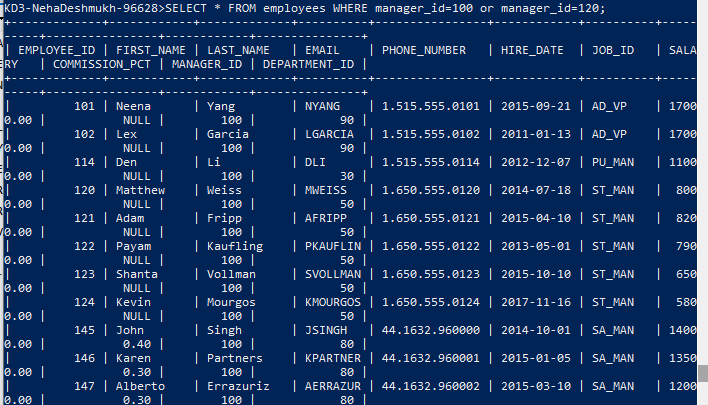 KD3-NehaDeshmukh-96628>SELECT * FROM employees WHERE manager_id=100 or manager_id=120;
| EMPLOYEE_ID | FIRST_NAME | LAST_NAME | EMAIL | PHONE_NUMBER | HIRE_DATE | JOB_ID | SALA
RY | COMMISSION_PCT | MANAGER_ID | DEPARTMENT_ID |
| 101 | Neena | Yang | NYANG | 1.515.555.0101 | 2015-09-21 | AD_VP | 1700
0.00 | NULL | 100 | 90 |
| 102 | Lex | Garcia | LGARCIA | 1.515.555.0102 | 2011-01-13 | AD_VP | 1700
0.00 | NULL | 100 | 90 |
| 114 | Den | Li | DLI | 1.515.555.0114 | 2012-12-07 | PU_MAN | 1100
0.00 | NULL | 100 | 30 |
| 120 | Matthew | Weiss | MWEISS | 1.650.555.0120 | 2014-07-18 | ST_MAN | 800
0.00 | NULL | 100 | 50 |
| 121 | Adam | Fripp | AFRIPP | 1.650.555.0121 | 2015-04-10 | ST_MAN | 820
0.00 | NULL | 100 | 50 |
| 122 | Payam | Kaufling | PKAUFLIN | 1.650.555.0122 | 2013-05-01 | ST_MAN | 790
0.00 | NULL | 100 | 50 |
| 123 | Shanta | Vollman | SVOLLMAN | 1.650.555.0123 | 2015-10-10 | ST_MAN | 650
0.00 | NULL | 100 | 50 |
| 124 | Kevin | Mourgos | KMOURGOS | 1.650.555.0124 | 2017-11-16 | ST_MAN | 580
0.00 | NULL | 100 | 50 |
| 145 | John | Singh | JSINGH | 44.1632.960000 | 2014-10-01 | SA_MAN | 1400
0.00 | 0.40 | 100 | 80 |
| 146 | Karen | Partners | KPARTNER | 44.1632.960001 | 2015-01-05 | SA_MAN | 1350
0.00 | 0.30 | 100 | 80 |
| 147 | Alberto | Errazuriz | AERRAZUR | 44.1632.960002 | 2015-03-10 | SA_MAN | 1200
0.00 | 0.30 | 100 | 80 |